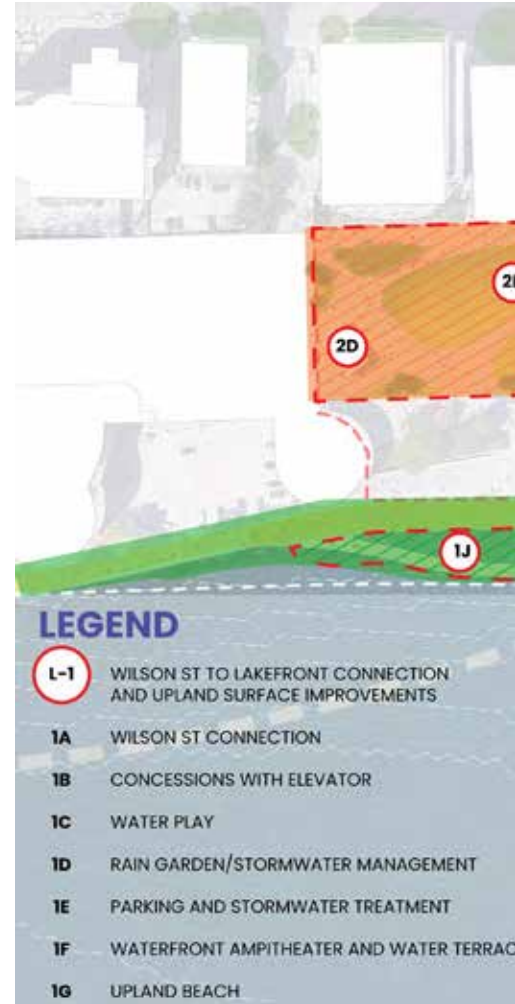 2D
1J
LEGEND
L-1 WILSON ST TO LAKEFRONT CONNECTION
AND UPLAND SURFACE IMPROVEMENTS
1A WILSON ST CONNECTION
1B CONCESSIONS WITH ELEVATOR
1C WATER PLAY
1D RAIN GARDEN/STORMWATER MANAGEMENT
1E PARKING AND STORMWATER TREATMENT
1F WATERFRONT AMPITHEATER AND WATER
1G UPLAND BEACH